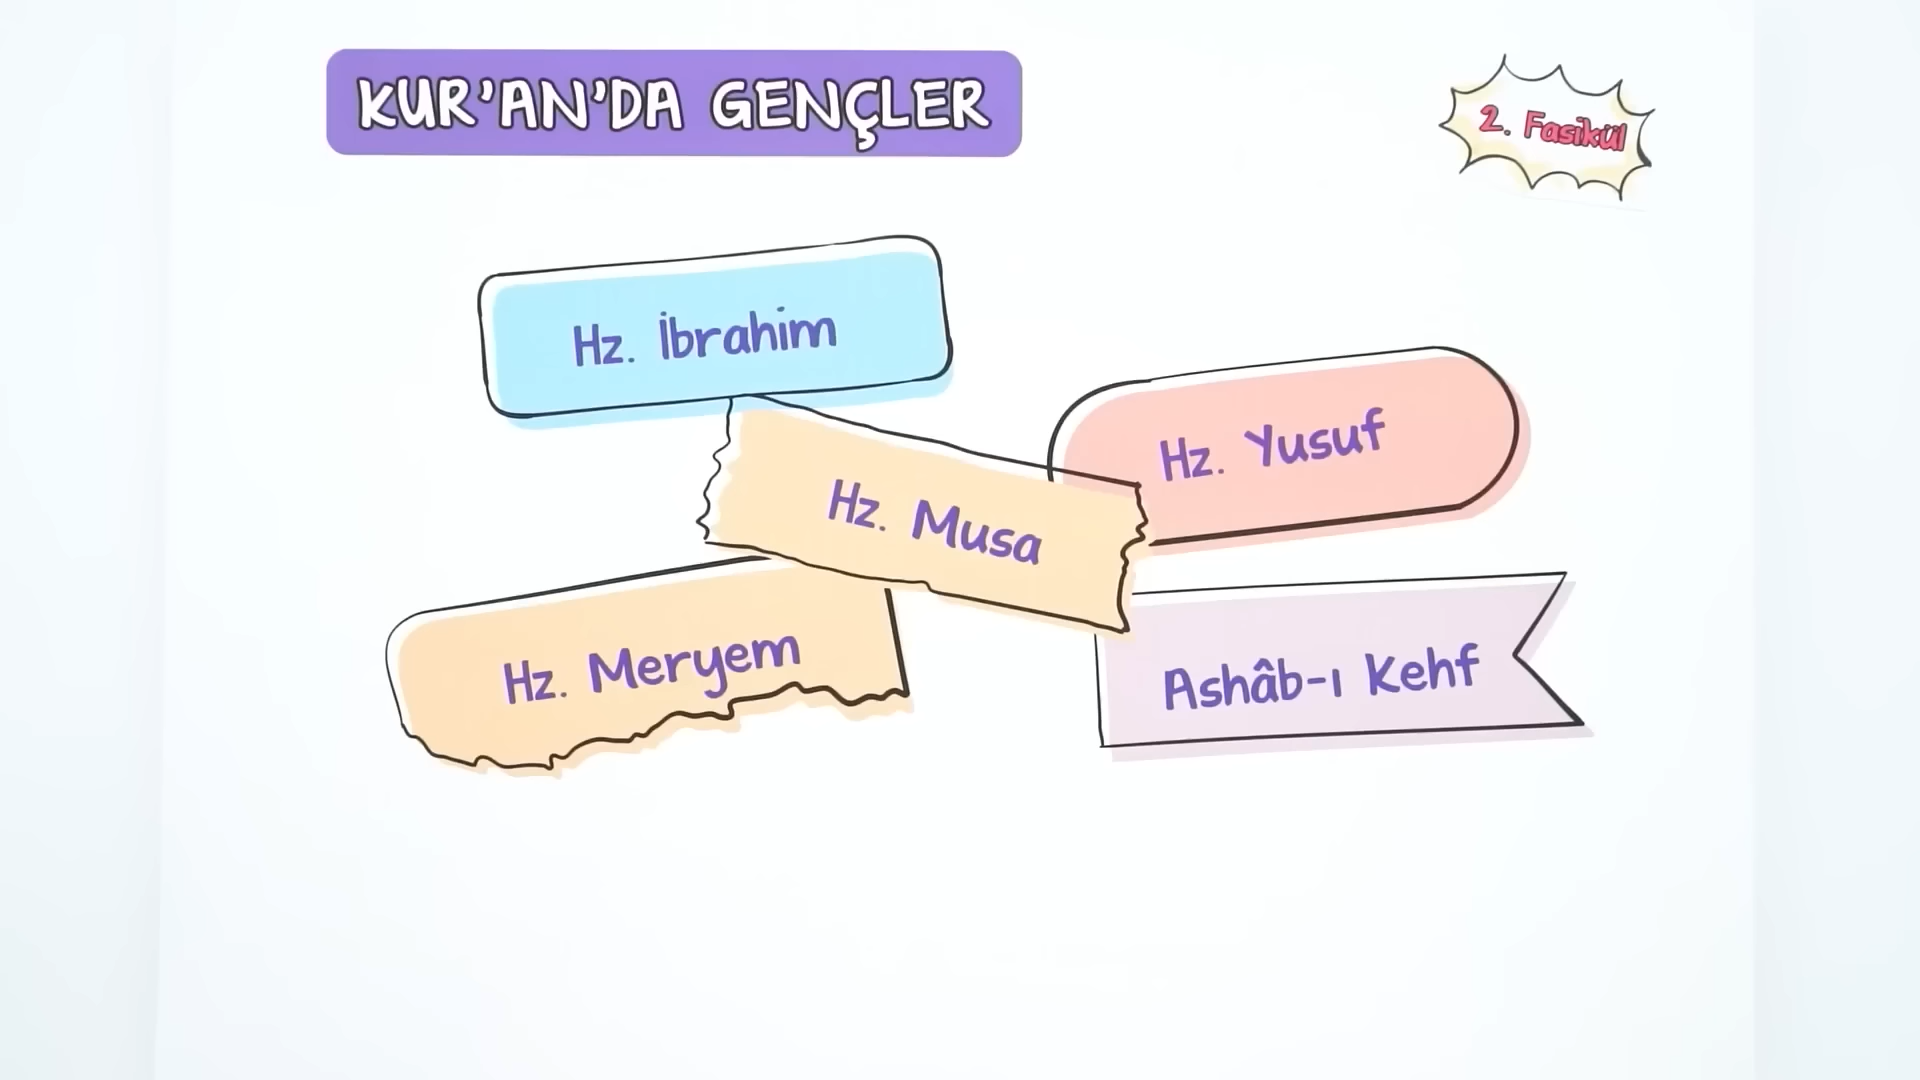 KUR'AN'DA GENÇLER
2. Fasikül
Hz. İbrahim
Hz. Yusuf
Hz. Musa
Hz. Meryem
Ashâb-ı Kehf